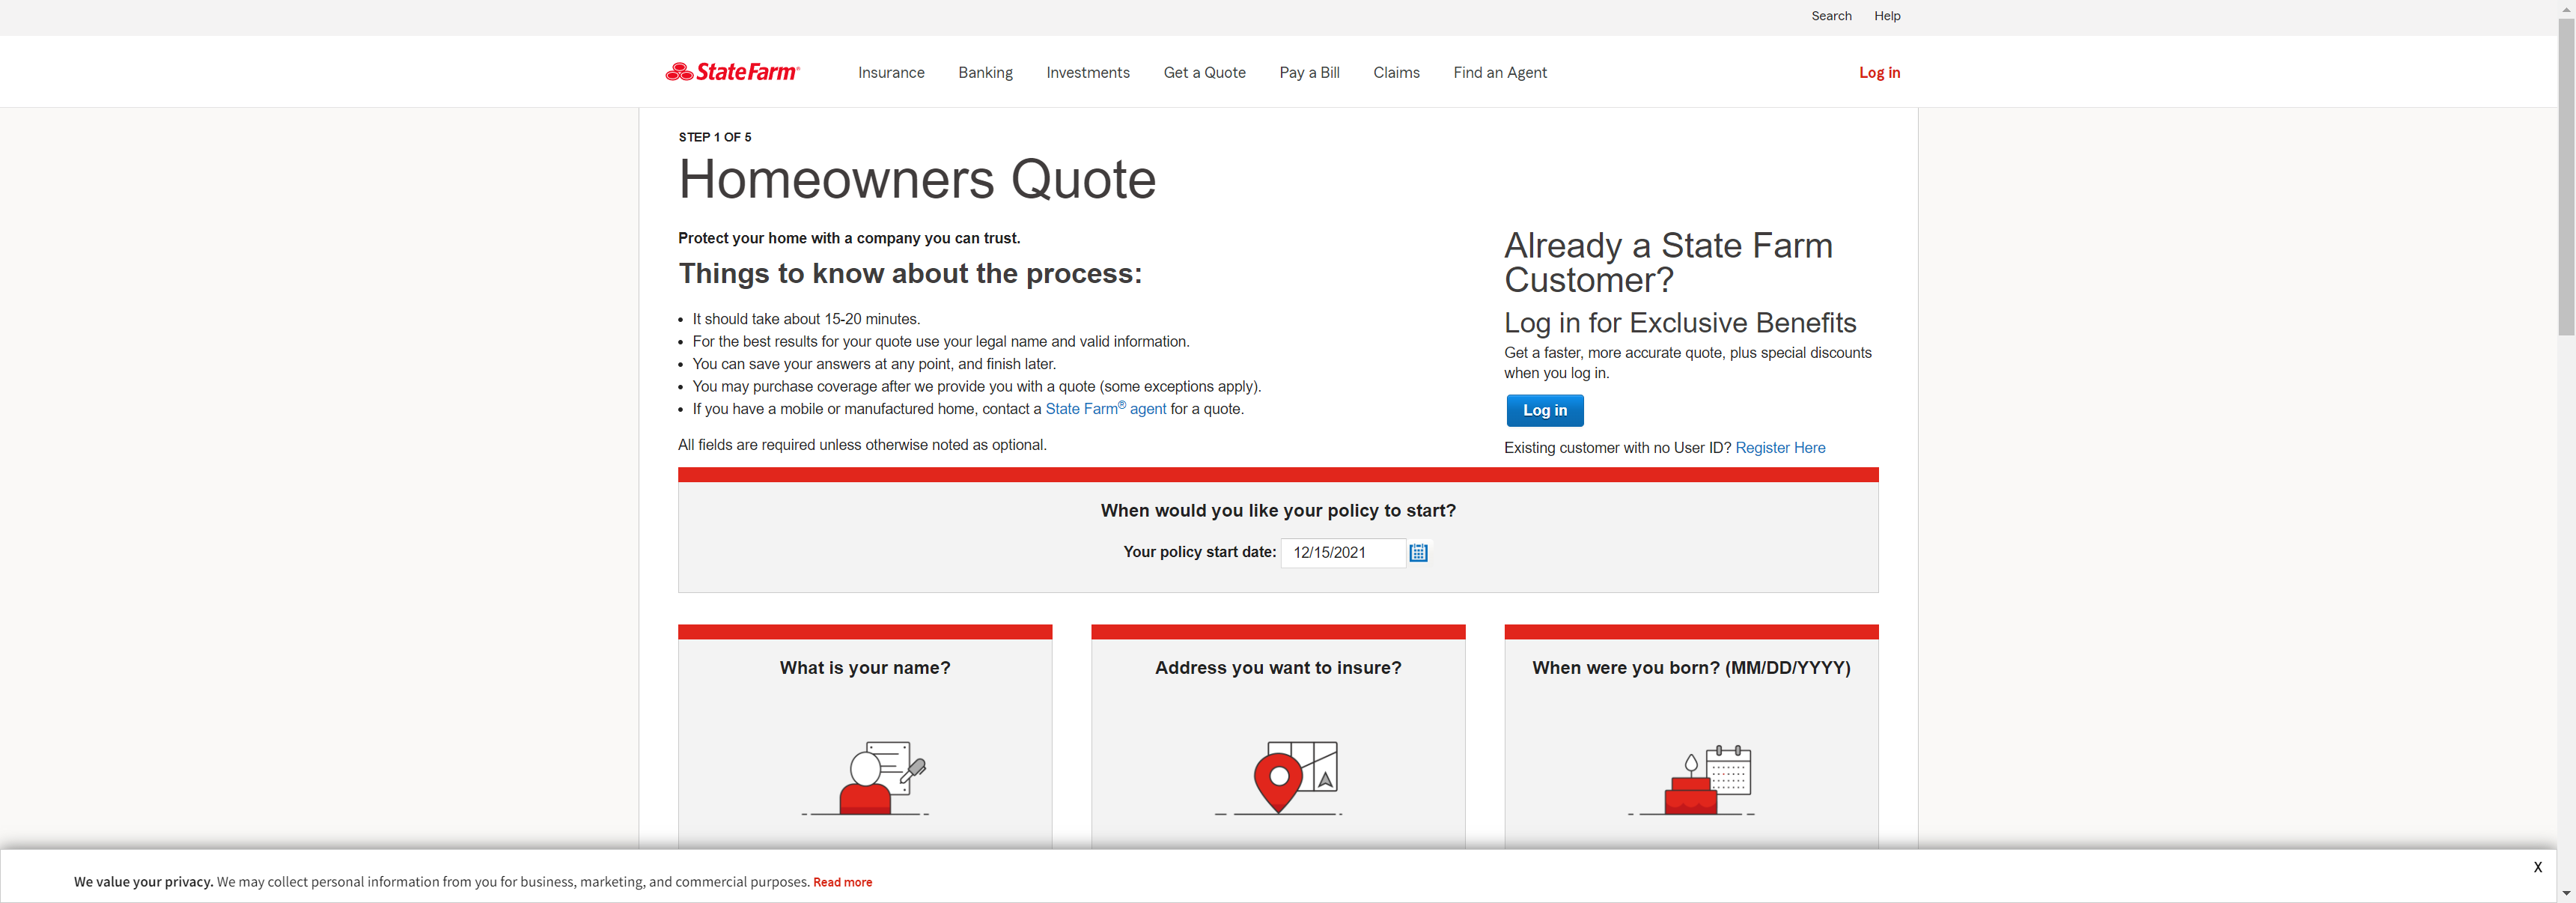 Search Help
StateFarm®
Insurance Banking Investments Get a Quote Pay a Bill Claims Find an Agent Log in
STEP 1 OF 5
Homeowners Quote
Protect your home with a company you can trust.
Things to know about the process:
• It should take about 15-20 minutes.
• For the best results for your quote use your legal name and valid information.
• You can save your answers at any point, and finish later.
• You may purchase coverage after we provide you with a quote (some exceptions apply).
• If you have a mobile or manufactured home, contact a State Farm® agent for a quote.
All fields are required unless otherwise noted as optional.
Already a State Farm
Customer?
Log in for Exclusive Benefits
Get a faster, more accurate quote, plus special discounts
when you log in.
Log in
Existing customer with no User ID? Register Here
When would you like your policy to start?
Your policy start date: 12/15/2021
What is your name?
Address you want to insure?
When were you born? (MM/DD/YYYY)
We value your privacy. We may collect personal information from you for business, marketing, and commercial purposes. Read more
X